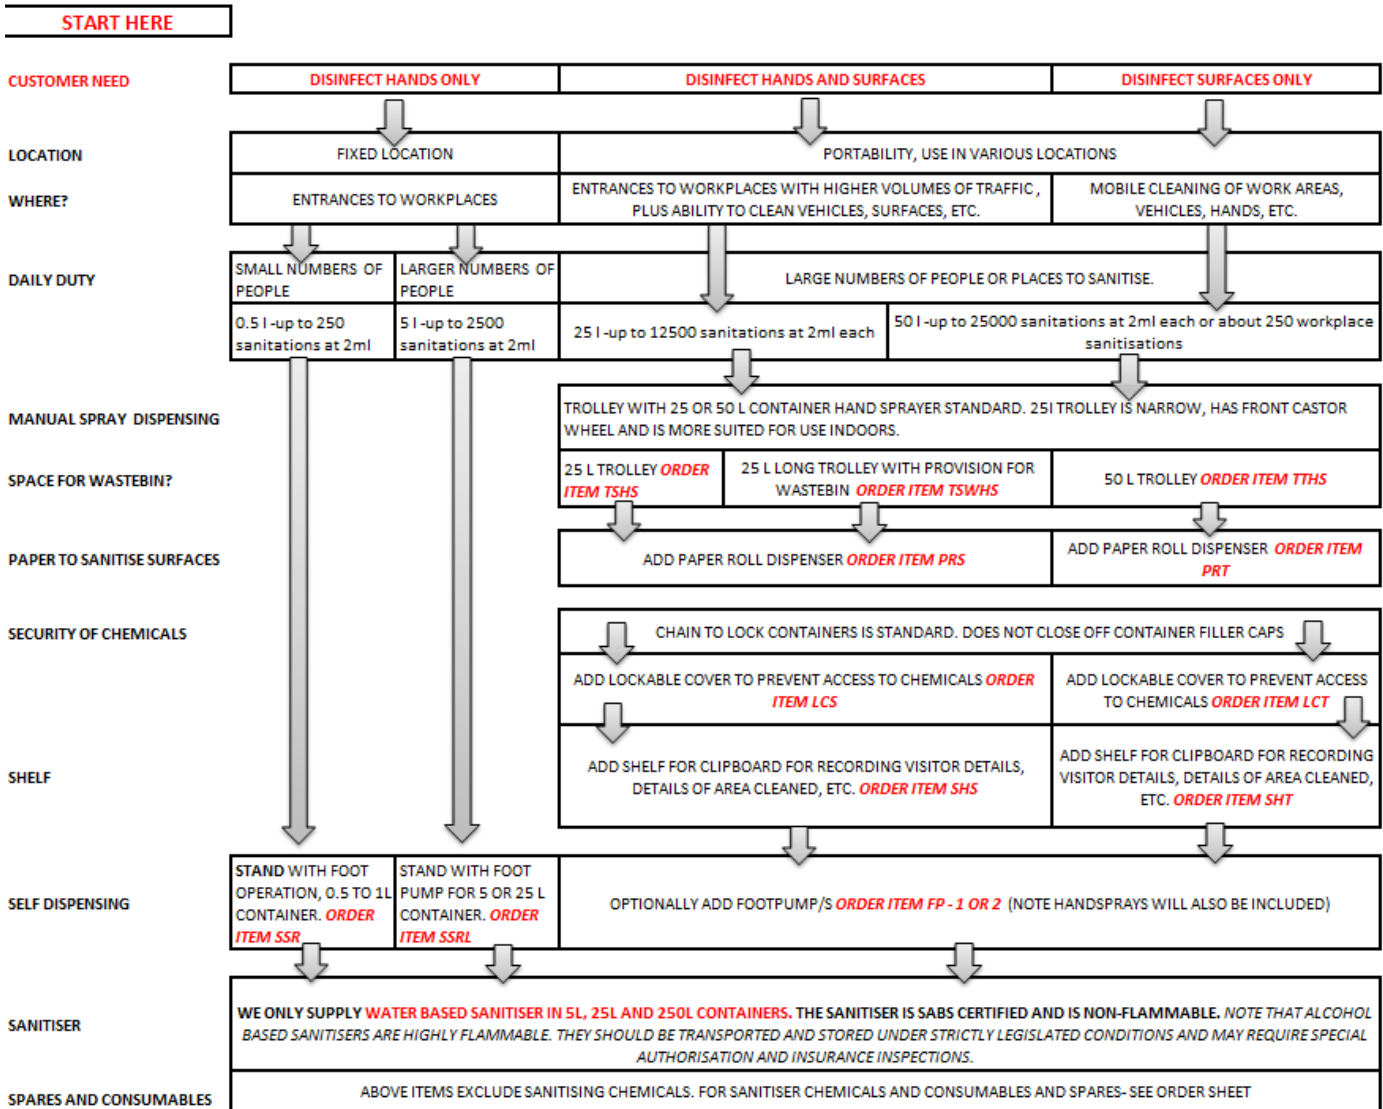 START HERE
CUSTOMER NEED
DISINFECT HANDS ONLY
DISINFECT HANDS AND SURFACES
DISINFECT SURFACES ONLY
LOCATION
FIXED LOCATION
PORTABILITY, USE IN VARIOUS LOCATIONS
WHERE?
ENTRANCES TO WORKPLACES
ENTRANCES TO WORKPLACES WITH HIGHER VOLUMES OF TRAFFIC ,
PLUS ABILITY TO CLEAN VEHICLES, SURFACES, ETC.
MOBILE CLEANING OF WORK AREAS,
VEHICLES, HANDS, ETC.
DAILY DUTY
SMALL NUMBERS OF
PEOPLE
LARGER NUMBERS OF
PEOPLE
LARGE NUMBERS OF PEOPLE OR PLACES TO SANITISE.
0.5 l -up to 250
sanitations at 2ml
5 l -up to 2500
sanitations at 2ml
25 l -up to 12500 sanitations at 2ml each
50 l -up to 25000 sanitations at 2ml each or about 250 workplace
sanitisations
MANUAL SPRAY DISPENSING
TROLLEY WITH 25 OR 50 L CONTAINER HAND SPRAYER STANDARD. 25l TROLLEY IS NARROW, HAS FRONT CASTOR
WHEEL AND IS MORE SUITED FOR USE INDOORS.
SPACE FOR WASTEBIN?
25 L TROLLEY ORDER
ITEM TSHS
25 L LONG TROLLEY WITH PROVISION FOR
WASTEBIN ORDER ITEM TSWHS
50 L TROLLEY ORDER ITEM TTHS
PAPER TO SANITISE SURFACES
ADD PAPER ROLL DISPENSER ORDER ITEM PRS
ADD PAPER ROLL DISPENSER ORDER ITEM
PRT
SECURITY OF CHEMICALS
CHAIN TO LOCK CONTAINERS IS STANDARD. DOES NOT CLOSE OFF CONTAINER FILLER CAPS
ADD LOCKABLE COVER TO PREVENT ACCESS TO CHEMICALS ORDER
ITEM LCS
ADD LOCKABLE COVER TO PREVENT ACCESS
TO CHEMICALS ORDER ITEM LCT
SHELF
ADD SHELF FOR CLIPBOARD FOR RECORDING VISITOR DETAILS,
DETAILS OF AREA CLEANED, ETC. ORDER ITEM SHS
ADD SHELF FOR CLIPBOARD FOR RECORDING
VISITOR DETAILS, DETAILS OF AREA CLEANED,
ETC. ORDER ITEM SHT
SELF DISPENSING
STAND WITH FOOT
OPERATION, 0.5 TO 1L
CONTAINER. ORDER
ITEM SSR
STAND WITH FOOT
PUMP FOR 5 OR 25 L
CONTAINER. ORDER
ITEM SSRL
OPTIONALLY ADD FOOTPUMP/S ORDER ITEM FP - 1 OR 2 (NOTE HANDSPRAYS WILL ALSO BE INCLUDED)
SANITISER
WE ONLY SUPPLY WATER BASED SANITISER IN 5L, 25L AND 250L CONTAINERS. THE SANITISER IS SABS CERTIFIED AND IS NON-FLAMMABLE. NOTE THAT ALCOHOL
BASED SANITISERS ARE HIGHLY FLAMMABLE. THEY SHOULD BE TRANSPORTED AND STORED UNDER STRICTLY LEGISLATED CONDITIONS AND MAY REQUIRE SPECIAL
AUTHORISATION AND INSURANCE INSPECTIONS.
SPARES AND CONSUMABLES
ABOVE ITEMS EXCLUDE SANITISING CHEMICALS. FOR SANITISER CHEMICALS AND CONSUMABLES AND SPARES- SEE ORDER SHEET